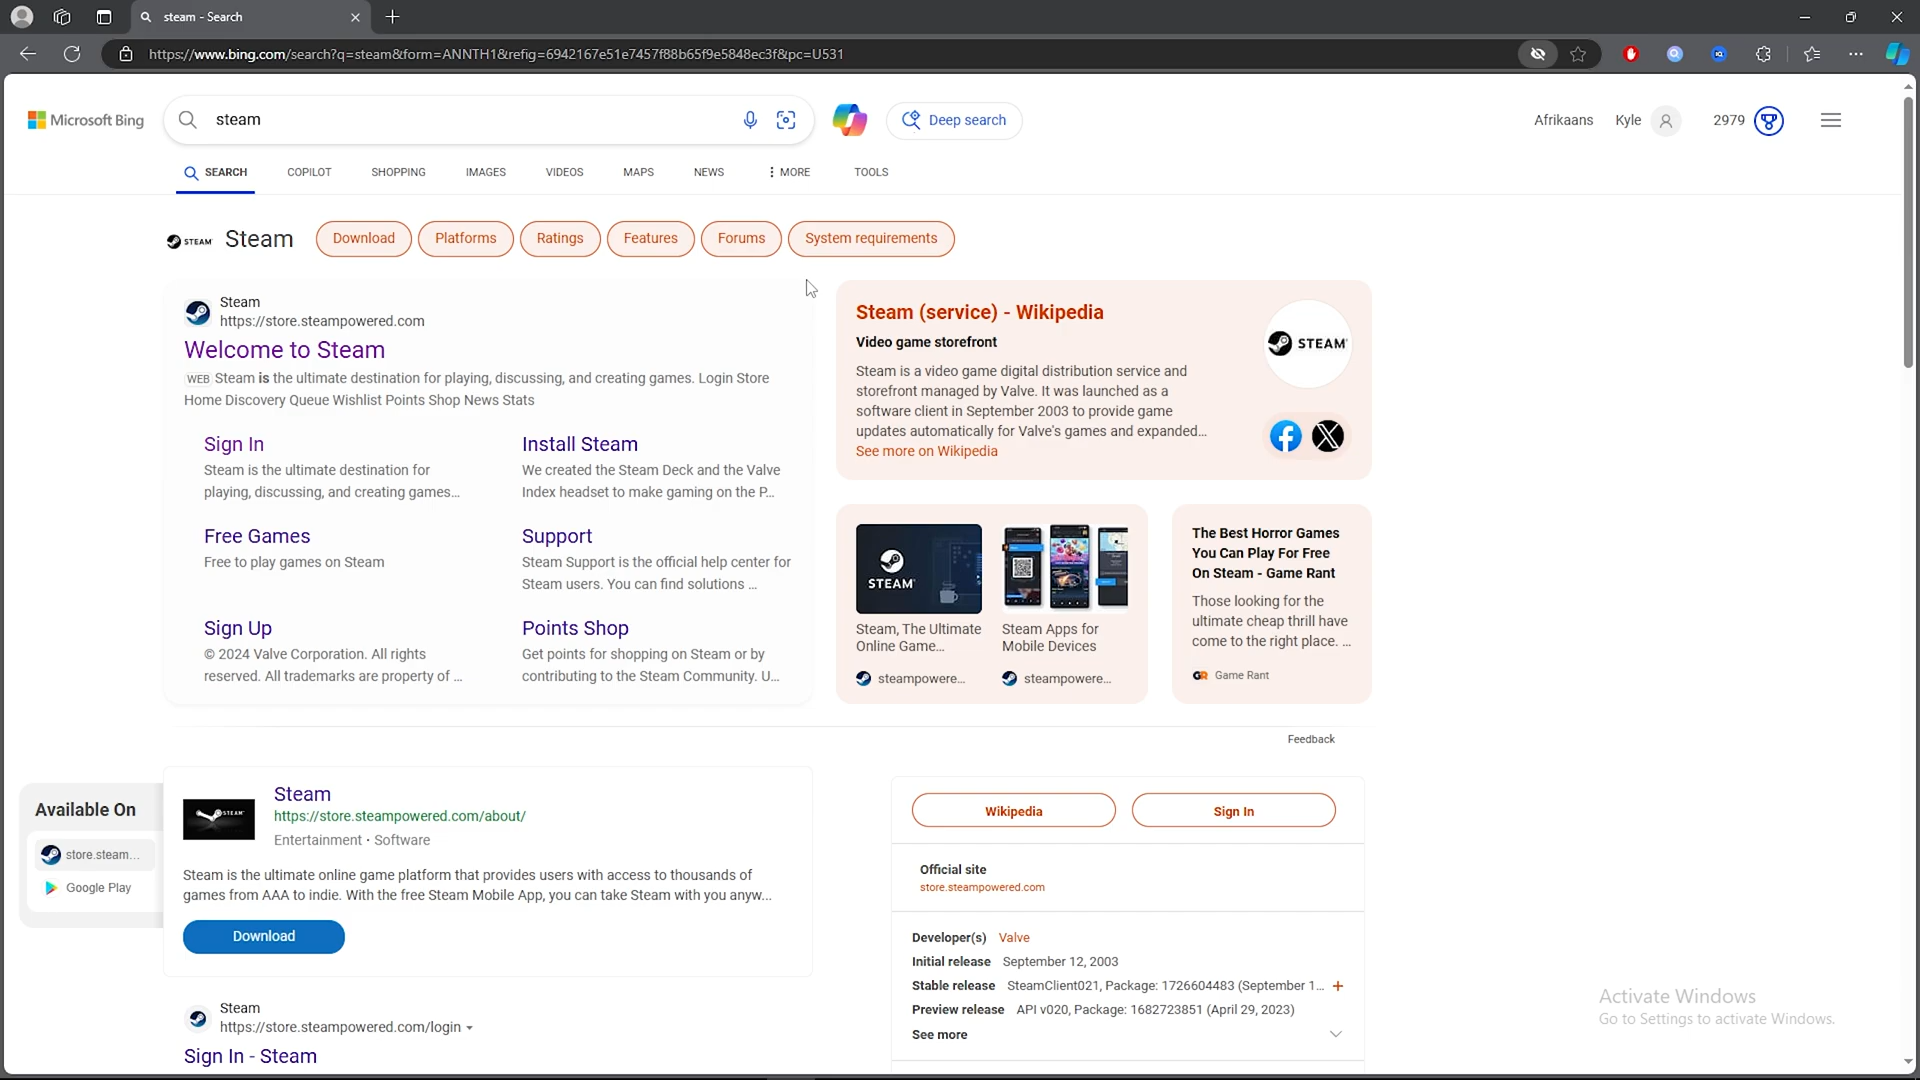 steam - Search
https://www.bing.com/search?q=steam&form=ANNTH1&refig=6942167e51e7457f88b65f9e5848ec3f&pc=U531
Microsoft Bing
steam
Deep search
Afrikaans
Kyle
2979
SEARCH
COPILOT
SHOPPING
IMAGES
VIDEOS
MAPS
NEWS
MORE
TOOLS
STEAM
Steam
Download
Platforms
Ratings
Features
Forums
System requirements
Steam
https://store.steampowered.com
Welcome to Steam
WEB Steam is the ultimate destination for playing, discussing, and creating games. Login Store
Home Discovery Queue Wishlist Points Shop News Stats
Sign In
Steam is the ultimate destination for
playing, discussing, and creating games...
Install Steam
We created the Steam Deck and the Valve
Index headset to make gaming on the P...
Free Games
Free to play games on Steam
Support
Steam Support is the official help center for
Steam users. You can find solutions ...
Sign Up
© 2024 Valve Corporation. All rights
reserved. All trademarks are property of ...
Points Shop
Get points for shopping on Steam or by
contributing to the Steam Community. U...
Steam (service) - Wikipedia
Video game storefront
Steam is a video game digital distribution service and
storefront managed by Valve. It was launched as a
software client in September 2003 to provide game
updates automatically for Valve's games and expanded...
See more on Wikipedia
STEAM
STEAM
Steam, The Ultimate
Online Game...
steampowere...
Steam Apps for
Mobile Devices
steampowere...
The Best Horror Games
You Can Play For Free
On Steam - Game Rant
Those looking for the
ultimate cheap thrill have
come to the right place. ...
GR Game Rant
Feedback
Available On
store.steam...
Google Play
STEAM
Steam
https://store.steampowered.com/about/
Entertainment · Software
Steam is the ultimate online game platform that provides users with access to thousands of
games from AAA to indie. With the free Steam Mobile App, you can take Steam with you anyw...
Download
Steam
https://store.steampowered.com/login
Sign In - Steam
Wikipedia
Sign In
Official site
store.steampowered.com
Developer(s) Valve
Initial release September 12, 2003
Stable release SteamClient021, Package: 1726604483 (September 1... +
Preview release API v020, Package: 1682723851 (April 29, 2023)
See more
Activate Windows
Go to Settings to activate Windows.